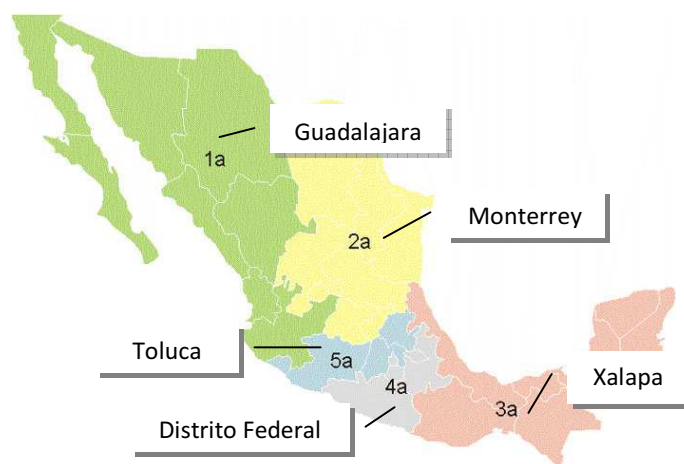 Guadalajara
1a
Monterrey
2a
Toluca
5a
Xalapa
4a
3a
Distrito Federal